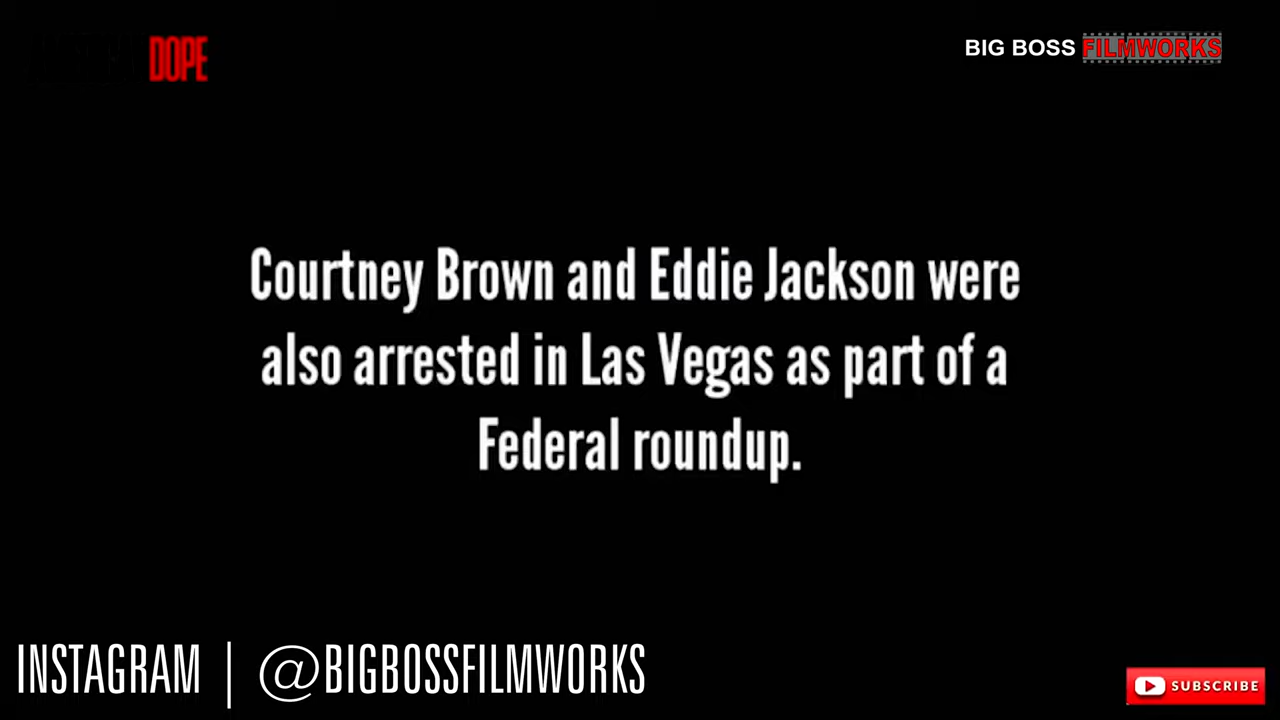 DOPE
BIG BOSS FILMWORKS
Courtney Brown and Eddie Jackson were
also arrested in Las Vegas as part of a
Federal roundup.
INSTAGRAM | @BIGBOSSFILMWORKS
SUBSCRIBE